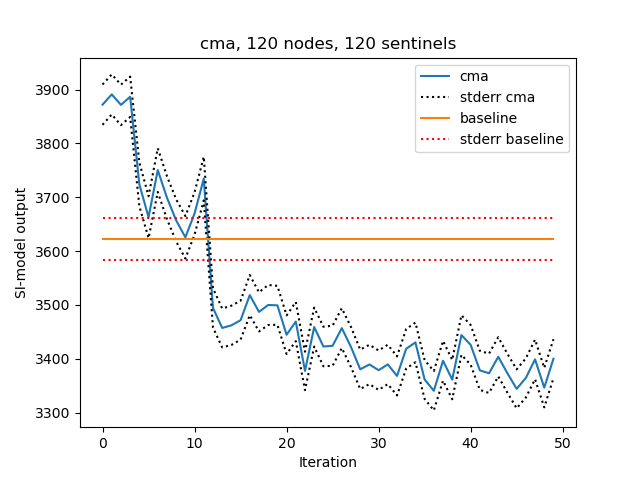 cma, 120 nodes, 120 sentinels
cma
stderr cma
baseline
stderr baseline
SI-model output
3900
3800
3700
3600
3500
3400
3300
0 10 20 30 40 50
Iteration